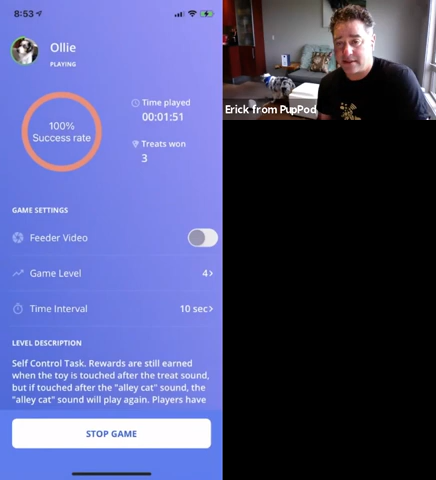 8:53
Ollie
PLAYING
100%
Success rate
Time played
00:01:51
Treats won
3
GAME SETTINGS
Feeder Video
Game Level 4>
Time Interval 10 sec>
LEVEL DESCRIPTION
Self Control Task. Rewards are still earned
when the toy is touched after the treat sound,
but if touched after the "alley cat" sound, the
"alley cat" sound will play again. Players have
STOP GAME
Erick from PupPod